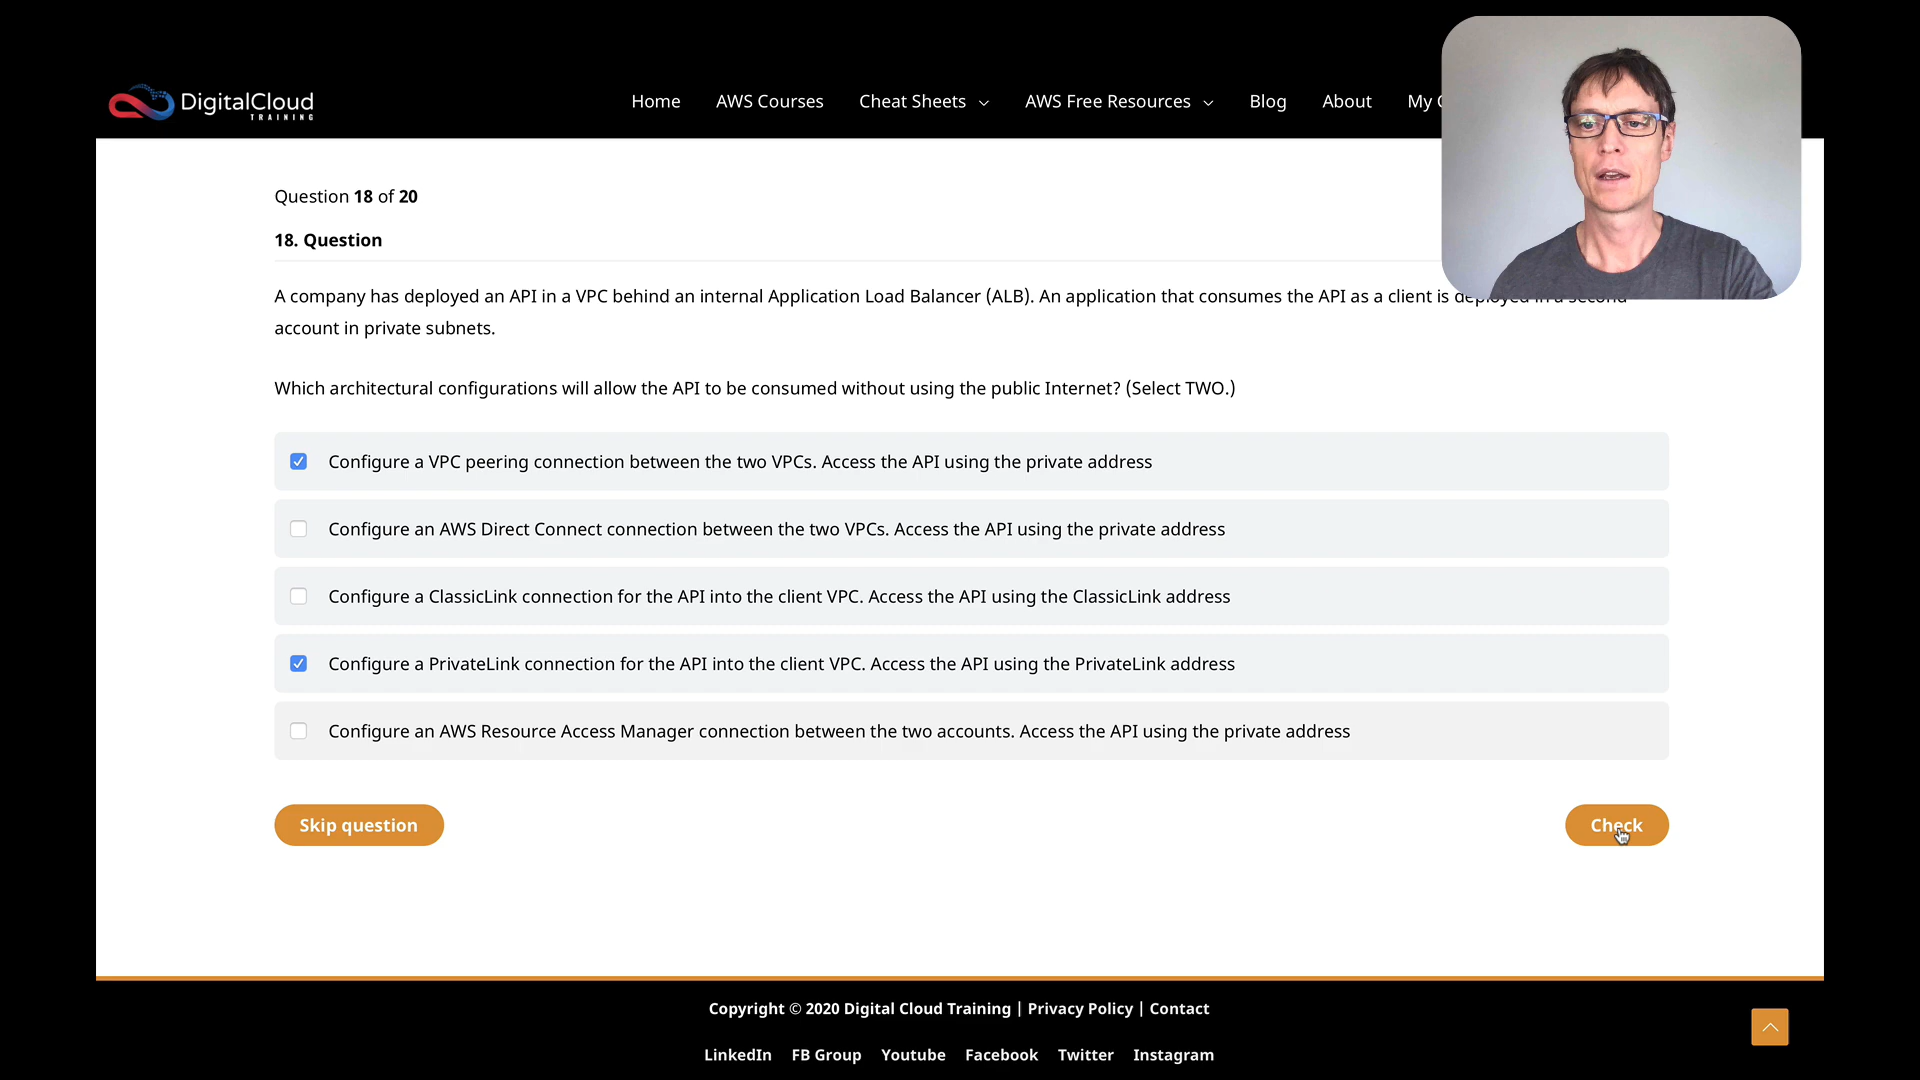 DigitalCloud
TRAINING
Home AWS Courses Cheat Sheets AWS Free Resources Blog About My
Question 18 of 20
18. Question
A company has deployed an API in a VPC behind an internal Application Load Balancer (ALB). An application that consumes the API as a client is deployed in a second
account in private subnets.
Which architectural configurations will allow the API to be consumed without using the public Internet? (Select TWO.)
Configure a VPC peering connection between the two VPCs. Access the API using the private address
Configure an AWS Direct Connect connection between the two VPCs. Access the API using the private address
Configure a ClassicLink connection for the API into the client VPC. Access the API using the ClassicLink address
Configure a PrivateLink connection for the API into the client VPC. Access the API using the PrivateLink address
Configure an AWS Resource Access Manager connection between the two accounts. Access the API using the private address
Skip question Check
Copyright © 2020 Digital Cloud Training | Privacy Policy | Contact
LinkedIn FB Group Youtube Facebook Twitter Instagram